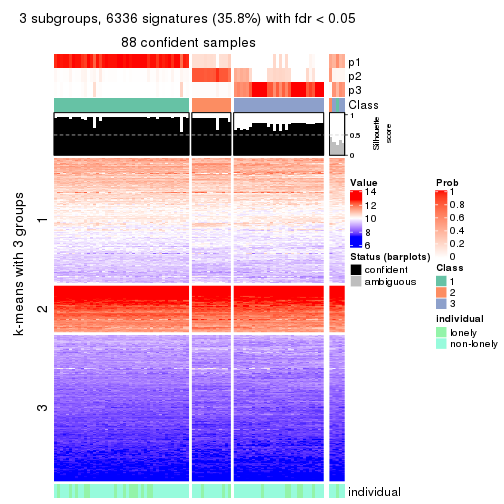 3 subgroups, 6336 signatures (35.8%) with fdr < 0.05
88 confident samples
p1
p2
p3
Class
1
0.5
0
Silhouette
score
k-means with 3 groups
1
2
3
individual
Value
14
12
10
8
6
Status (barplots)
confident
ambiguous
Prob
1
0.8
0.6
0.4
0.2
0
Class
1
2
3
individual
lonely
non-lonely